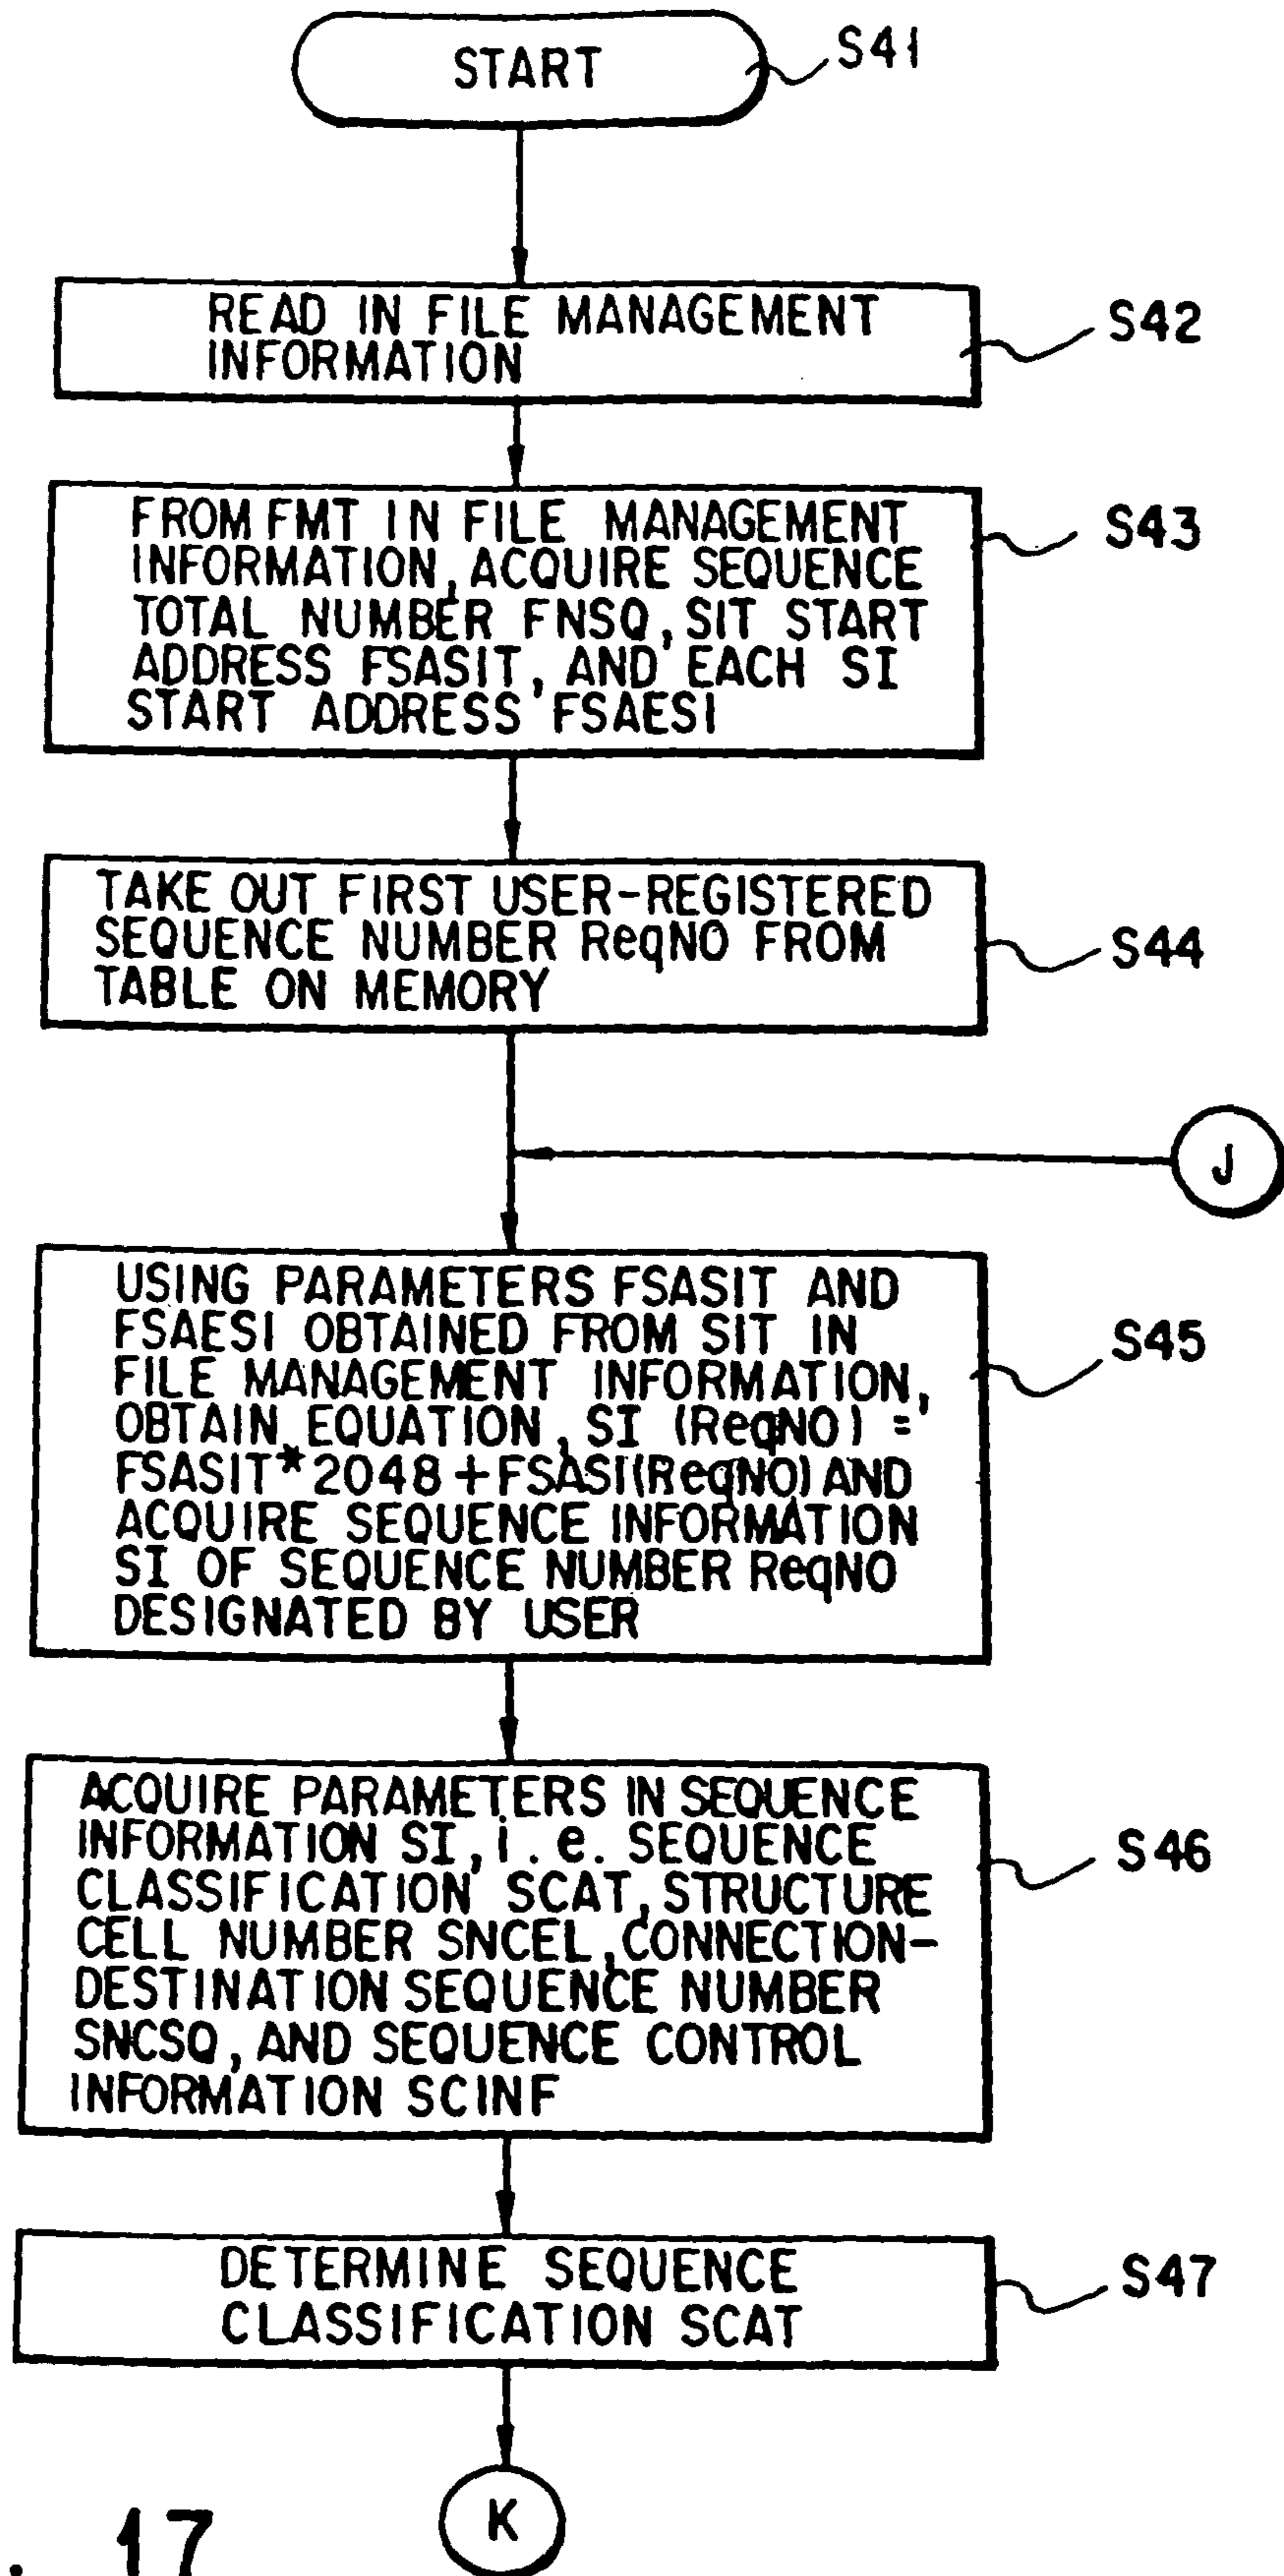 START
S41
READ IN FILE MANAGEMENT
INFORMATION
S42
FROM FMT IN FILE MANAGEMENT
INFORMATION, ACQUIRE SEQUENCE
TOTAL NUMBER FNSQ, SIT START
ADDRESS FSASIT, AND EACH SI
START ADDRESS FSAESI
S43
TAKE OUT FIRST USER-REGISTERED
SEQUENCE NUMBER ReqNO FROM
TABLE ON MEMORY
S44
J
USING PARAMETERS FSASIT AND
FSAESI OBTAINED FROM SIT IN
FILE MANAGEMENT INFORMATION,
OBTAIN EQUATION, SI (ReqNO) =
FSASIT*2048+FSASI(ReqNO) AND
ACQUIRE SEQUENCE INFORMATION
SI OF SEQUENCE NUMBER ReqNO
DESIGNATED BY USER
S45
ACQUIRE PARAMETERS IN SEQUENCE
INFORMATION SI, i. e. SEQUENCE
CLASSIFICATION SCAT, STRUCTURE
CELL NUMBER SNCEL, CONNECTION-
DESTINATION SEQUENCE NUMBER
SNCSQ, AND SEQUENCE CONTROL
INFORMATION SCINF
S46
DETERMINE SEQUENCE
CLASSIFICATION SCAT
S47
K
. 17